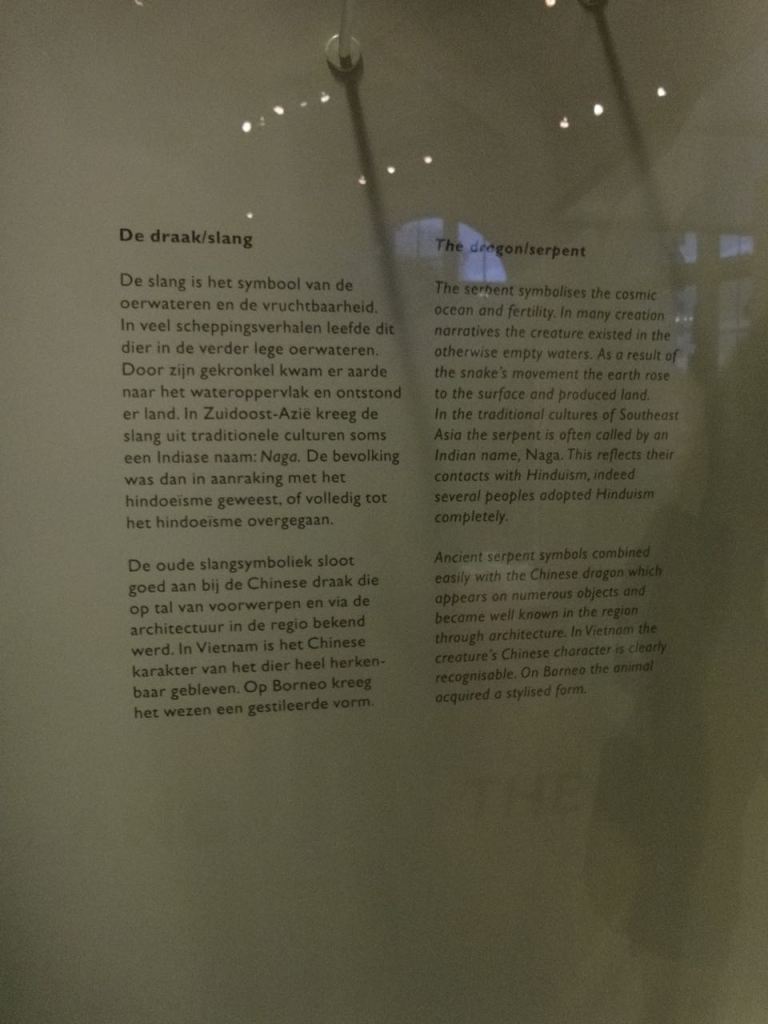 De draak/slang
De slang is het symbool van de
oerwateren en de vruchtbaarheid.
In veel scheppingsverhalen leefde dit
dier in de verder lege oerwateren.
Door zijn gekronkel kwam er aarde
naar het wateroppervlak en ontstond
er land. In Zuidoost-Azië kreeg de
slang uit traditionele culturen soms
een Indiase naam: Naga. De bevolking
was dan in aanraking met het
hindoeïsme geweest, of volledig tot
het hindoeïsme overgegaan.
De oude slangsymboliek sloot
goed aan bij de Chinese draak die
op tal van voorwerpen en via de
architectuur in de regio bekend
werd. In Vietnam is het Chinese
karakter van het dier heel herken-
baar gebleven. Op Borneo kreeg
het wezen een gestileerde vorm.
The dragon/serpent
The serpent symbolises the cosmic
ocean and fertility. In many creation
narratives the creature existed in the
otherwise empty waters. As a result of
the snake's movement the earth rose
to the surface and produced land.
In the traditional cultures of Southeast
Asia the serpent is often called by an
Indian name, Naga. This reflects their
contacts with Hinduism, indeed
several peoples adopted Hinduism
completely.
Ancient serpent symbols combined
easily with the Chinese dragon which
appears on numerous objects and
became well known in the region
through architecture. In Vietnam the
creature's Chinese character is clearly
recognisable. On Borneo the animal
acquired a stylised form.
THE